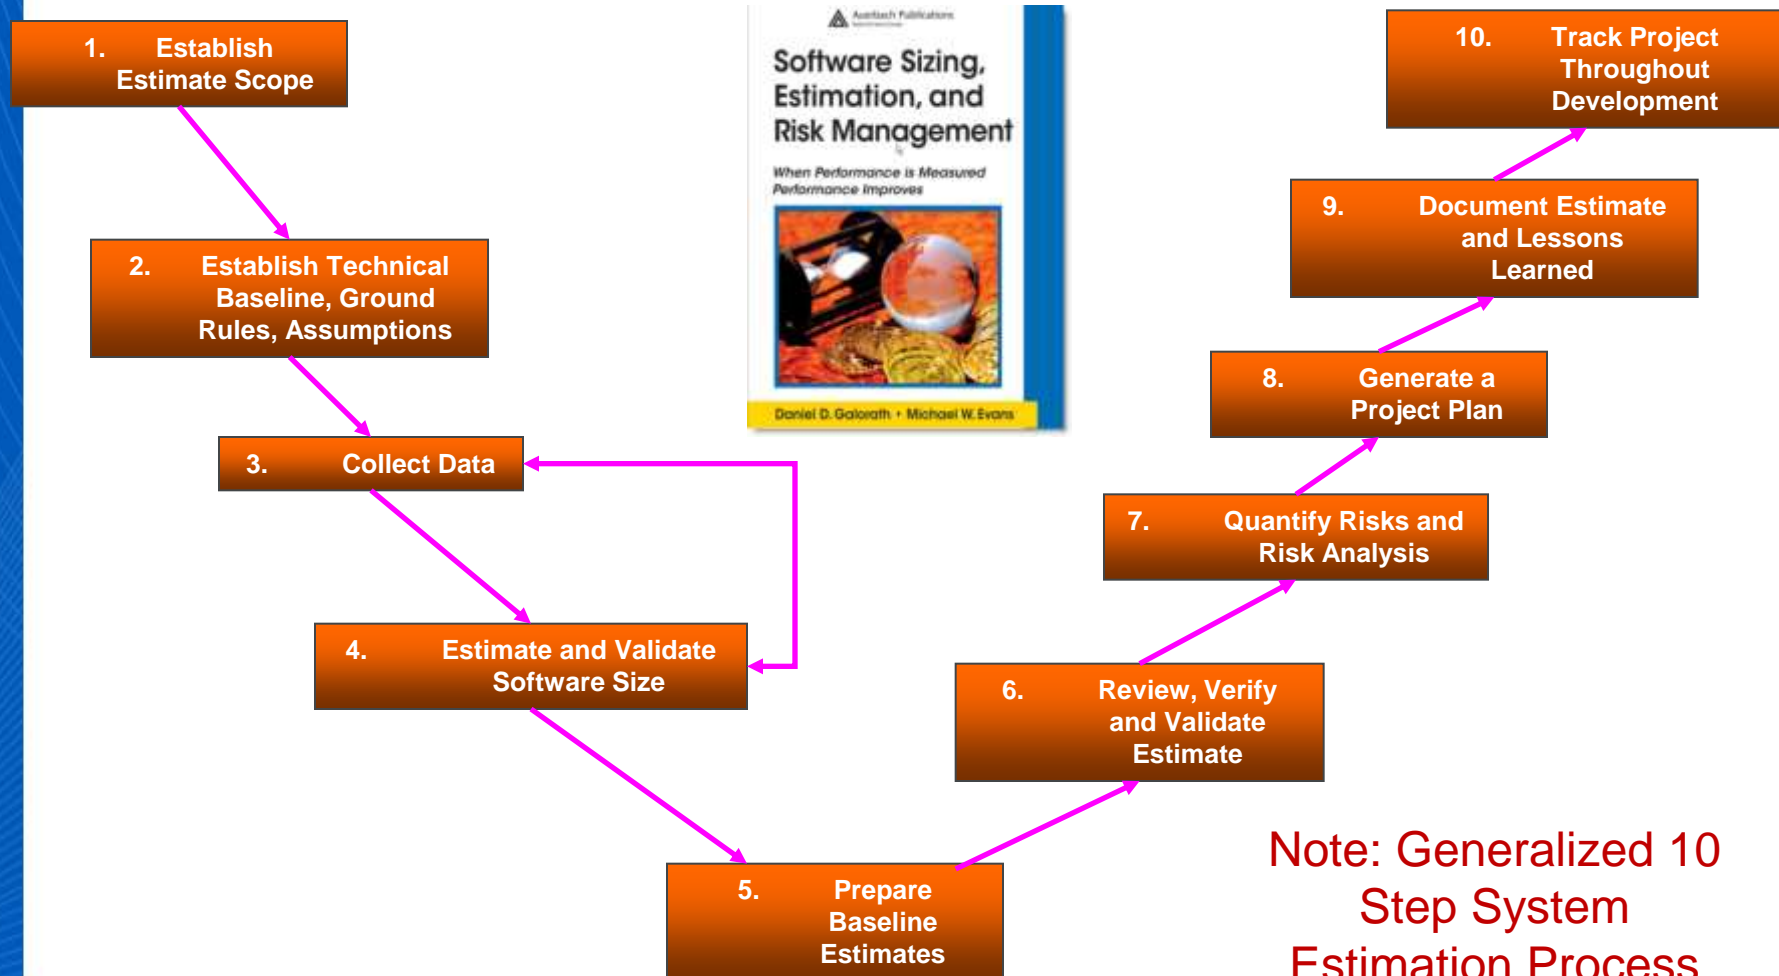 1. Establish
Estimate Scope
2. Establish Technical
Baseline, Ground
Rules, Assumptions
3. Collect Data
4. Estimate and Validate
Software Size
5. Prepare
Baseline
Estimates
6. Review, Verify
and Validate
Estimate
7. Quantify Risks and
Risk Analysis
8. Generate a
Project Plan
9. Document Estimate
and Lessons
Learned
10. Track Project
Throughout
Development
Auerbach Publications
Software Sizing,
Estimation, and
Risk Management
When Performance is Measured
Performance Improves
Daniel D. Galorath • Michael W. Evans
Note: Generalized 10
Step System
Estimation Process